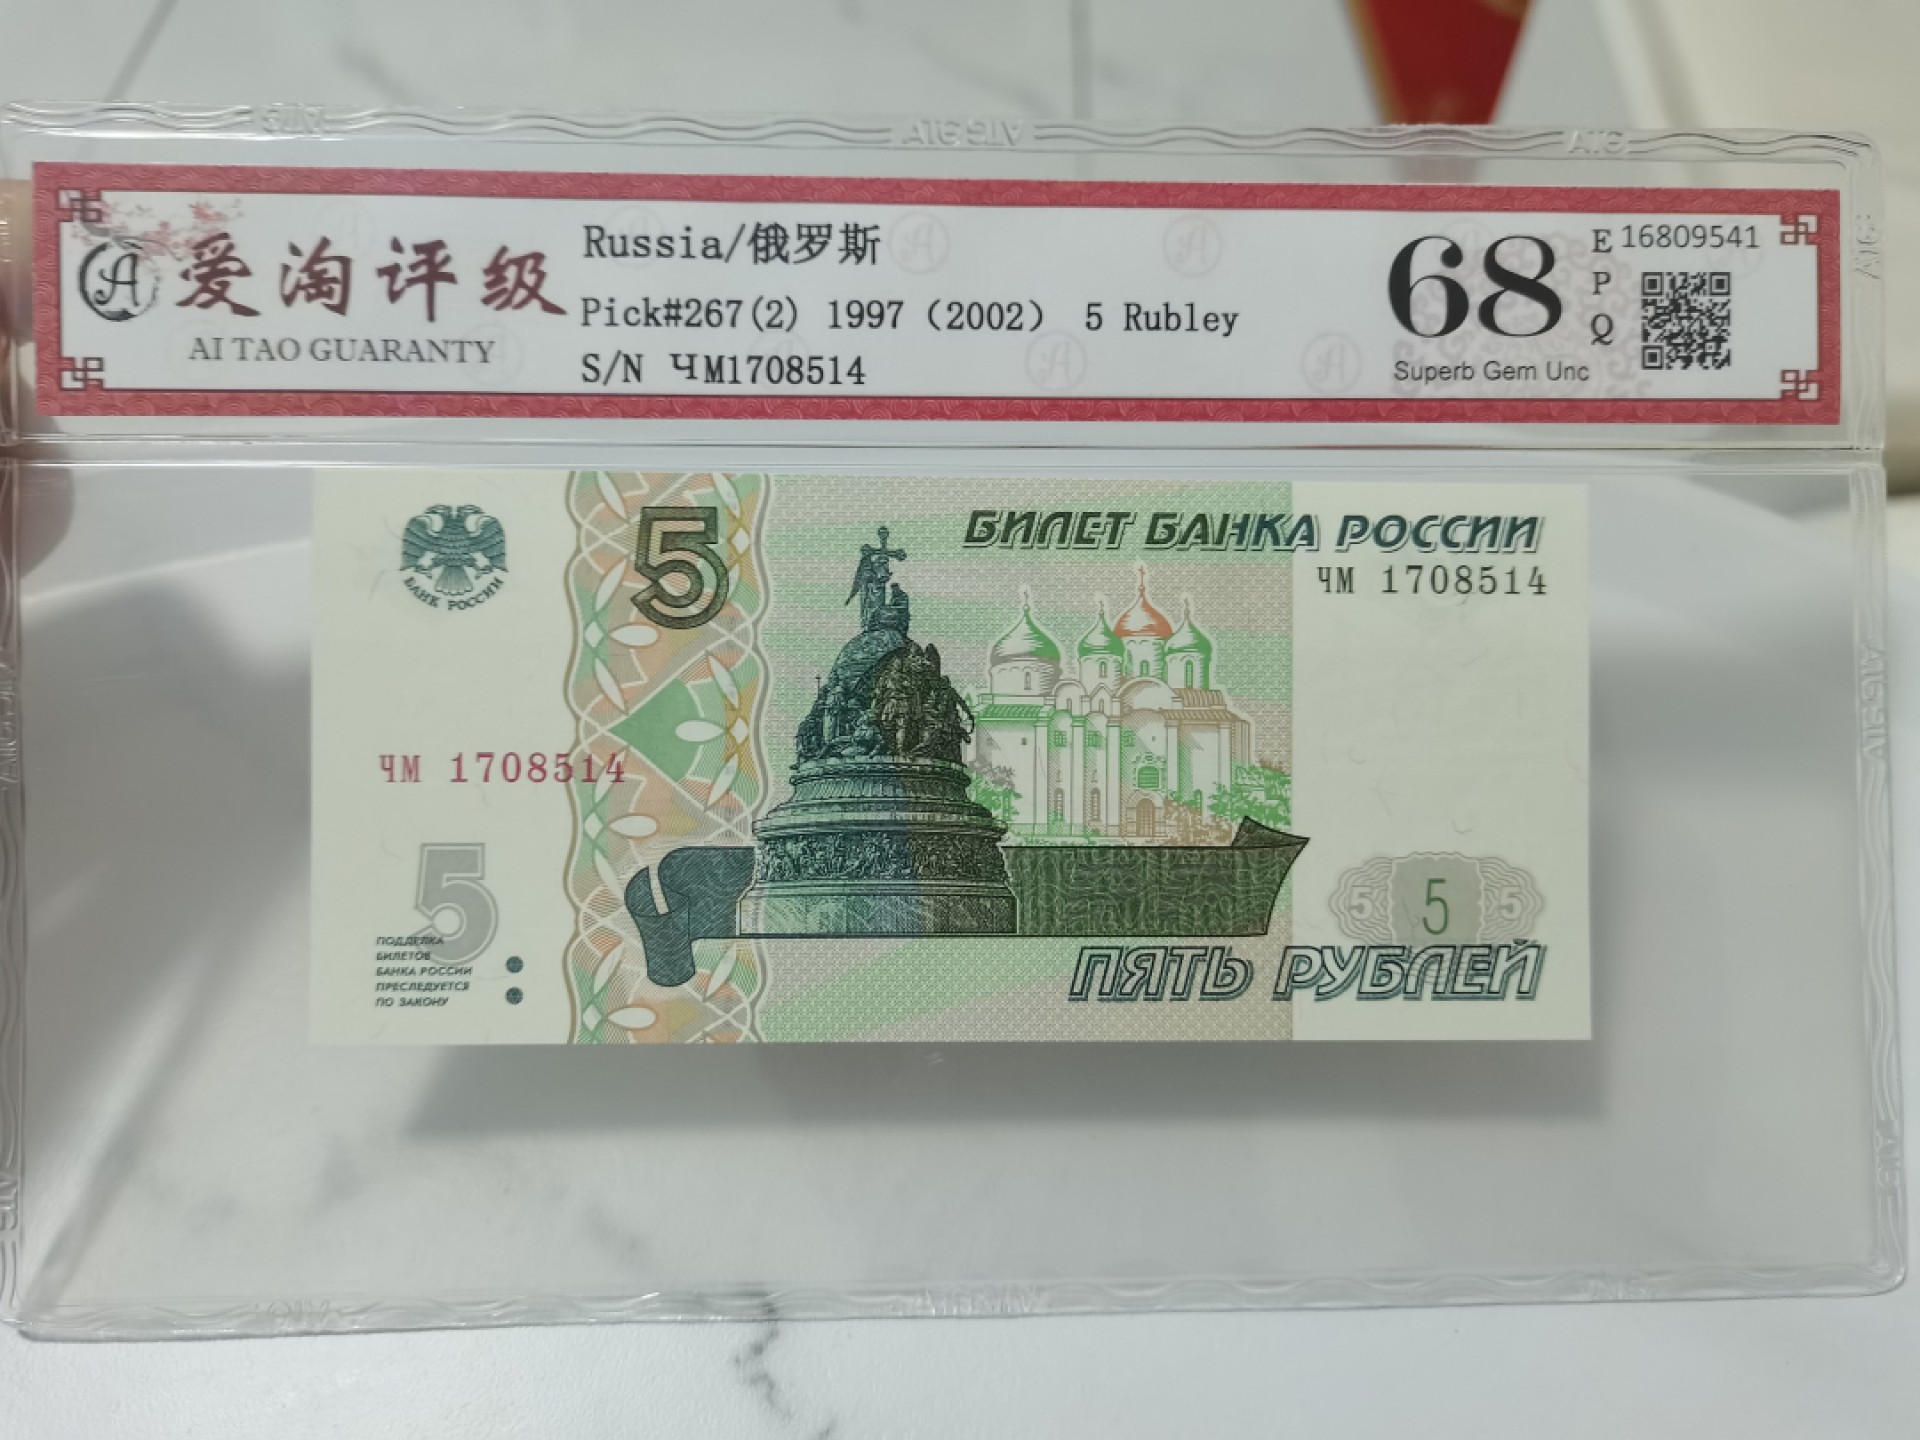 爱淘评级
AI TAO GUARANTY
Russia/俄罗斯
Pick#267(2) 1997（2002） 5 Rubley
S/N ЧМ1708514
68
EPQ
Superb Gem Unc
16809541
БАНК РОССИИ
5
БИЛЕТ БАНКА РОССИИ
ЧМ 1708514
ЧМ 1708514
5
ПОДДЕЛКА
БИЛЕТОВ
БАНКА РОССИИ
ПРЕСЛЕДУЕТСЯ
ПО ЗАКОНУ
5 5 5
ПЯТЬ РУБЛЕЙ